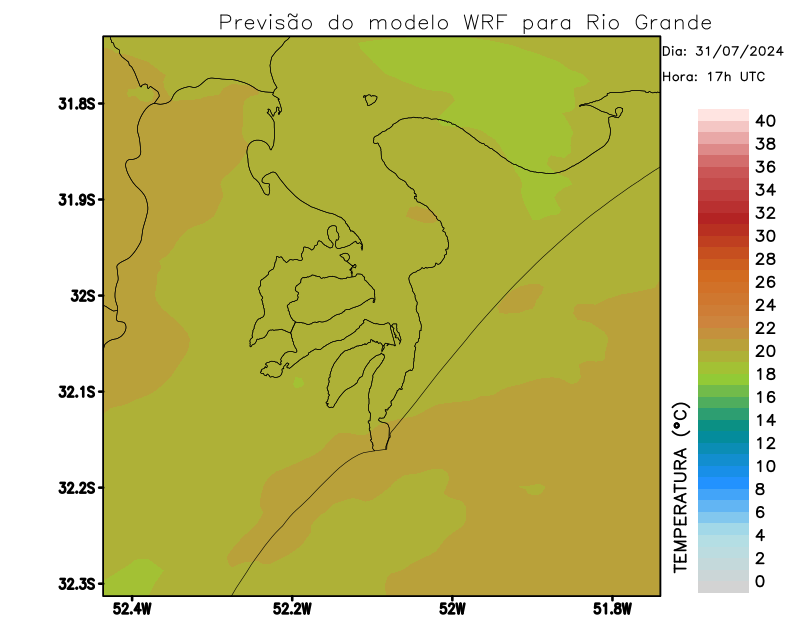 Previsão do modelo WRF para Rio Grande
Dia: 31/07/2024
Hora: 17h UTC
31.8S
31.9S
32S
32.1S
32.2S
32.3S
52.4W
52.2W
52W
51.8W
TEMPERATURA (°C)
40
38
36
34
32
30
28
26
24
22
20
18
16
14
12
10
8
6
4
2
0